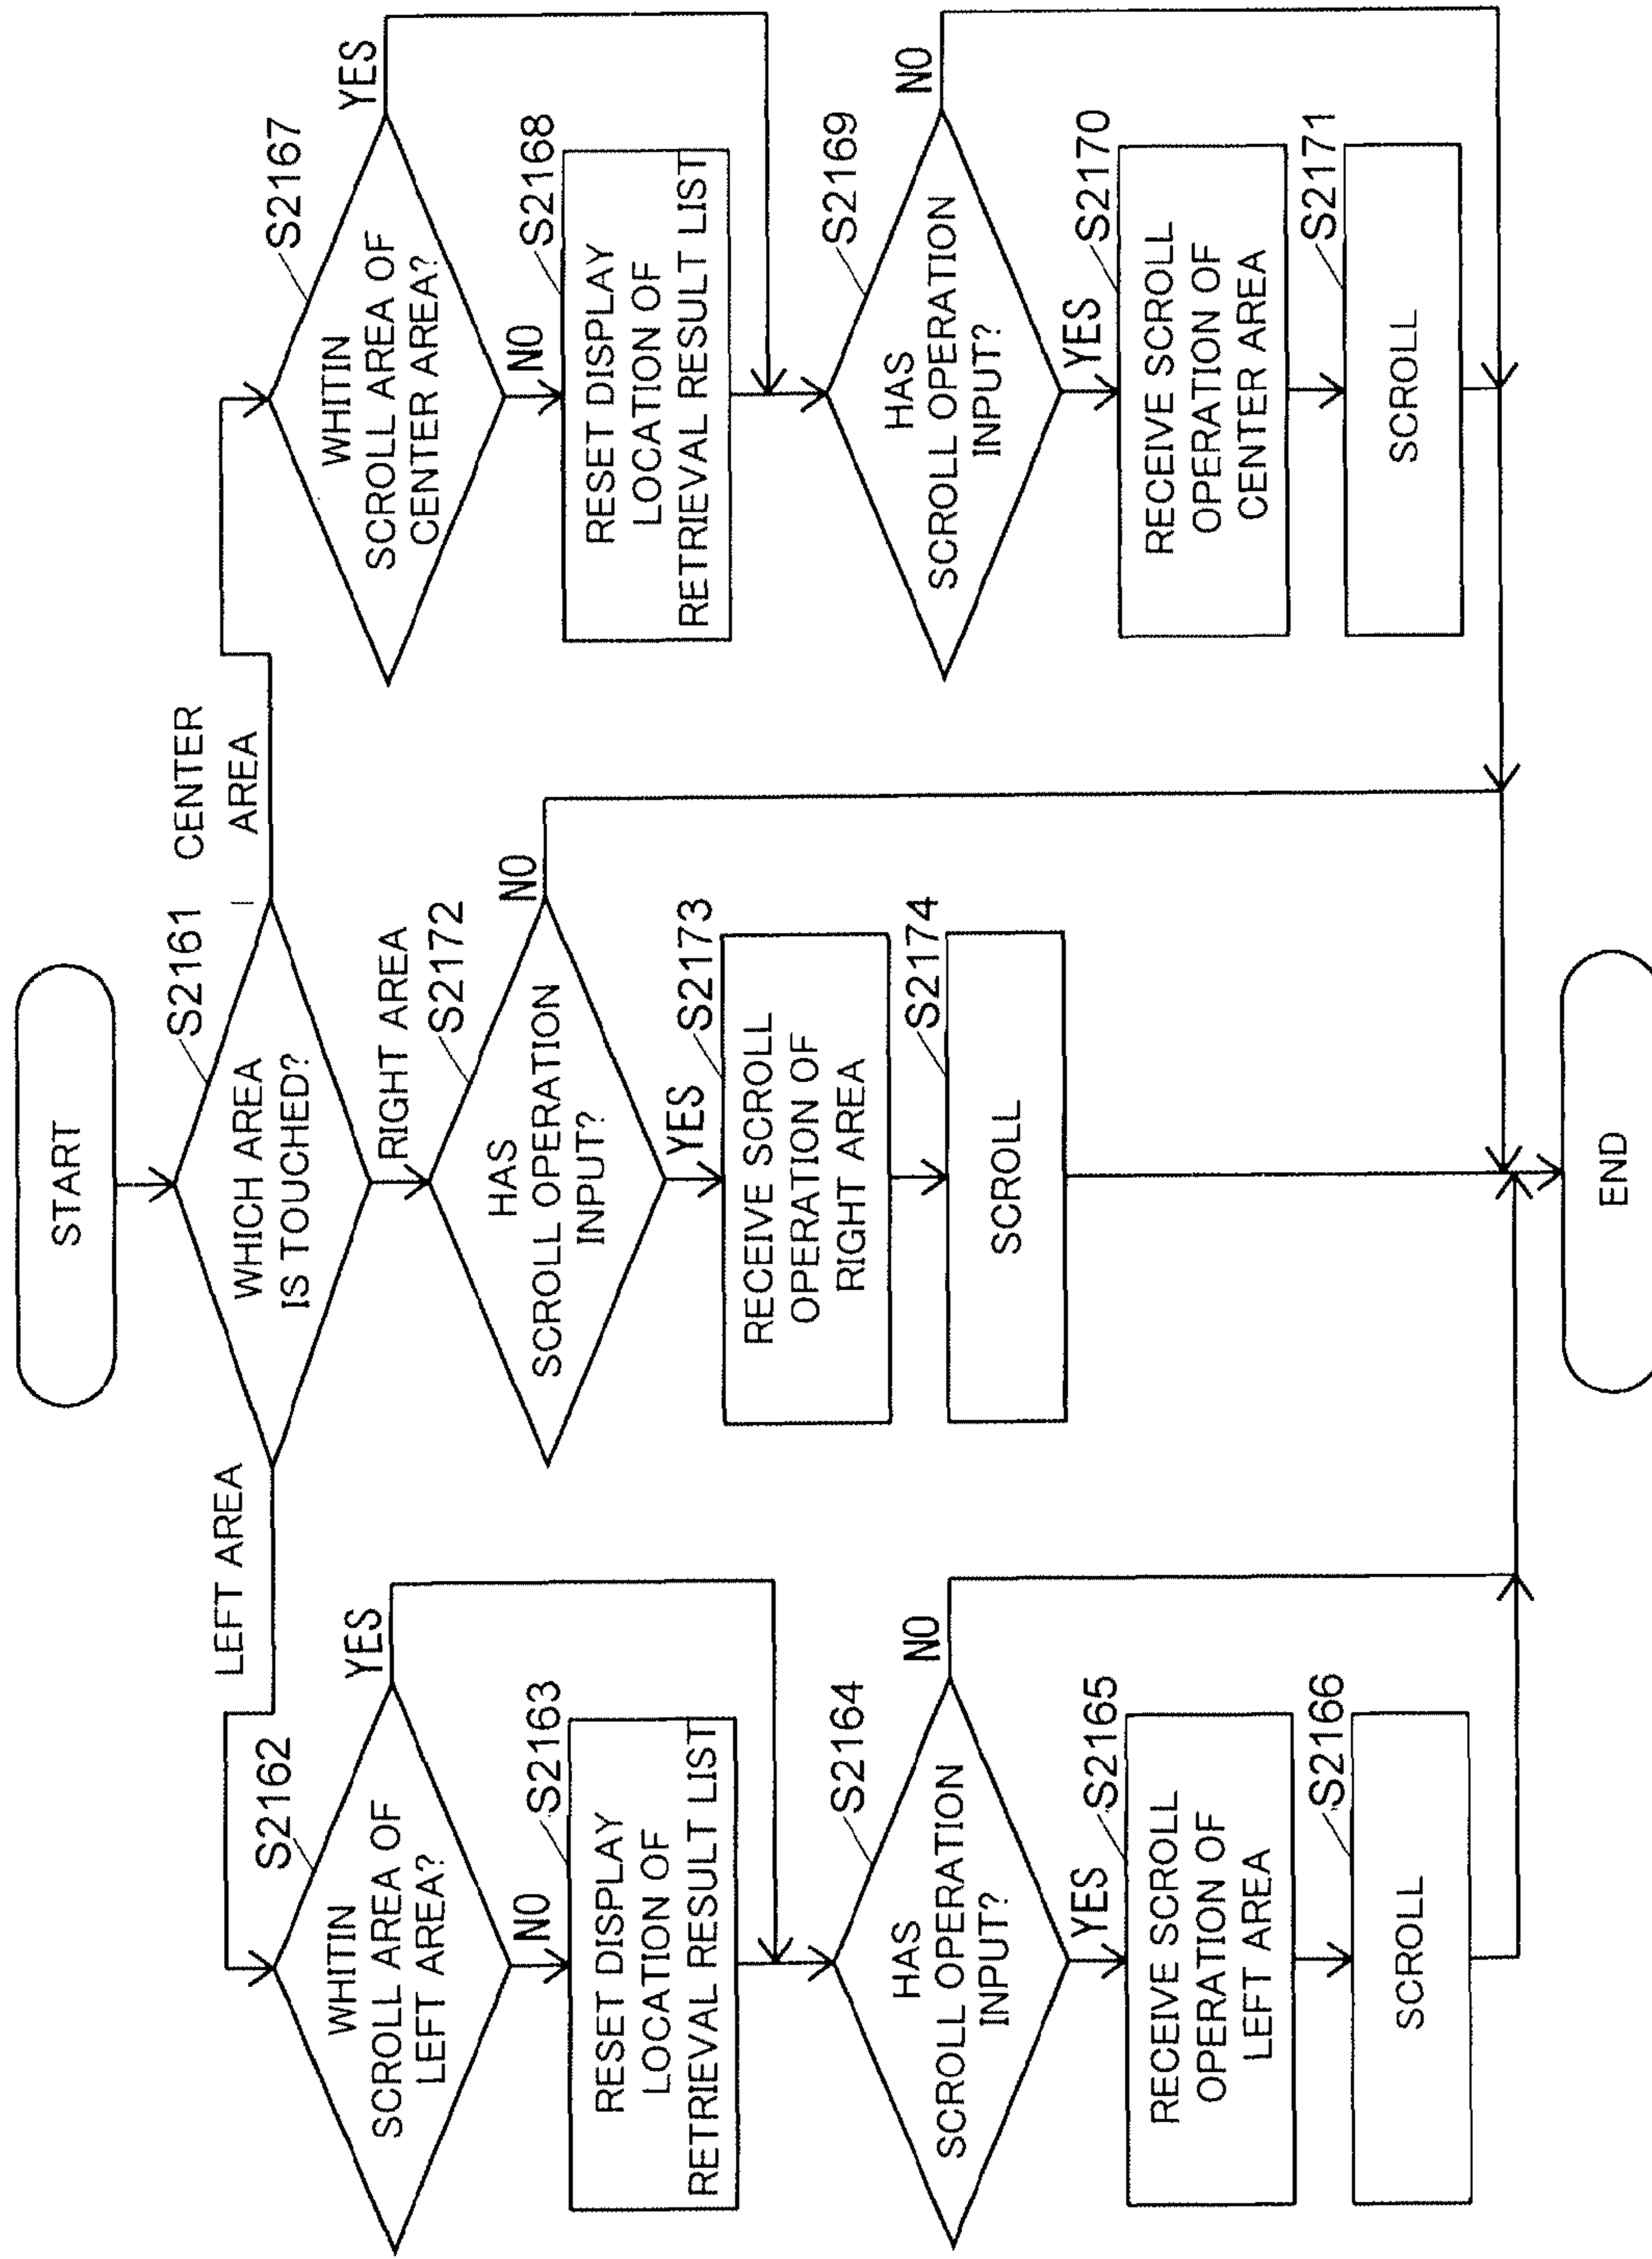 START
S2161
WHICH AREA
IS TOUCHED?
LEFT AREA
S2162
WHITIN
SCROLL AREA OF
LEFT AREA?
YES
NO
S2163
RESET DISPLAY
LOCATION OF
RETRIEVAL RESULT LIST
S2164
HAS
SCROLL OPERATION
INPUT?
NO
YES
S2165
RECEIVE SCROLL
OPERATION OF
LEFT AREA
S2166
SCROLL
RIGHT AREA
S2172
HAS
SCROLL OPERATION
INPUT?
NO
YES
S2173
RECEIVE SCROLL
OPERATION OF
RIGHT AREA
S2174
SCROLL
CENTER
AREA
S2167
WHITIN
SCROLL AREA OF
CENTER AREA?
YES
NO
S2168
RESET DISPLAY
LOCATION OF
RETRIEVAL RESULT LIST
S2169
HAS
SCROLL OPERATION
INPUT?
NO
YES
S2170
RECEIVE SCROLL
OPERATION OF
CENTER AREA
S2171
SCROLL
END